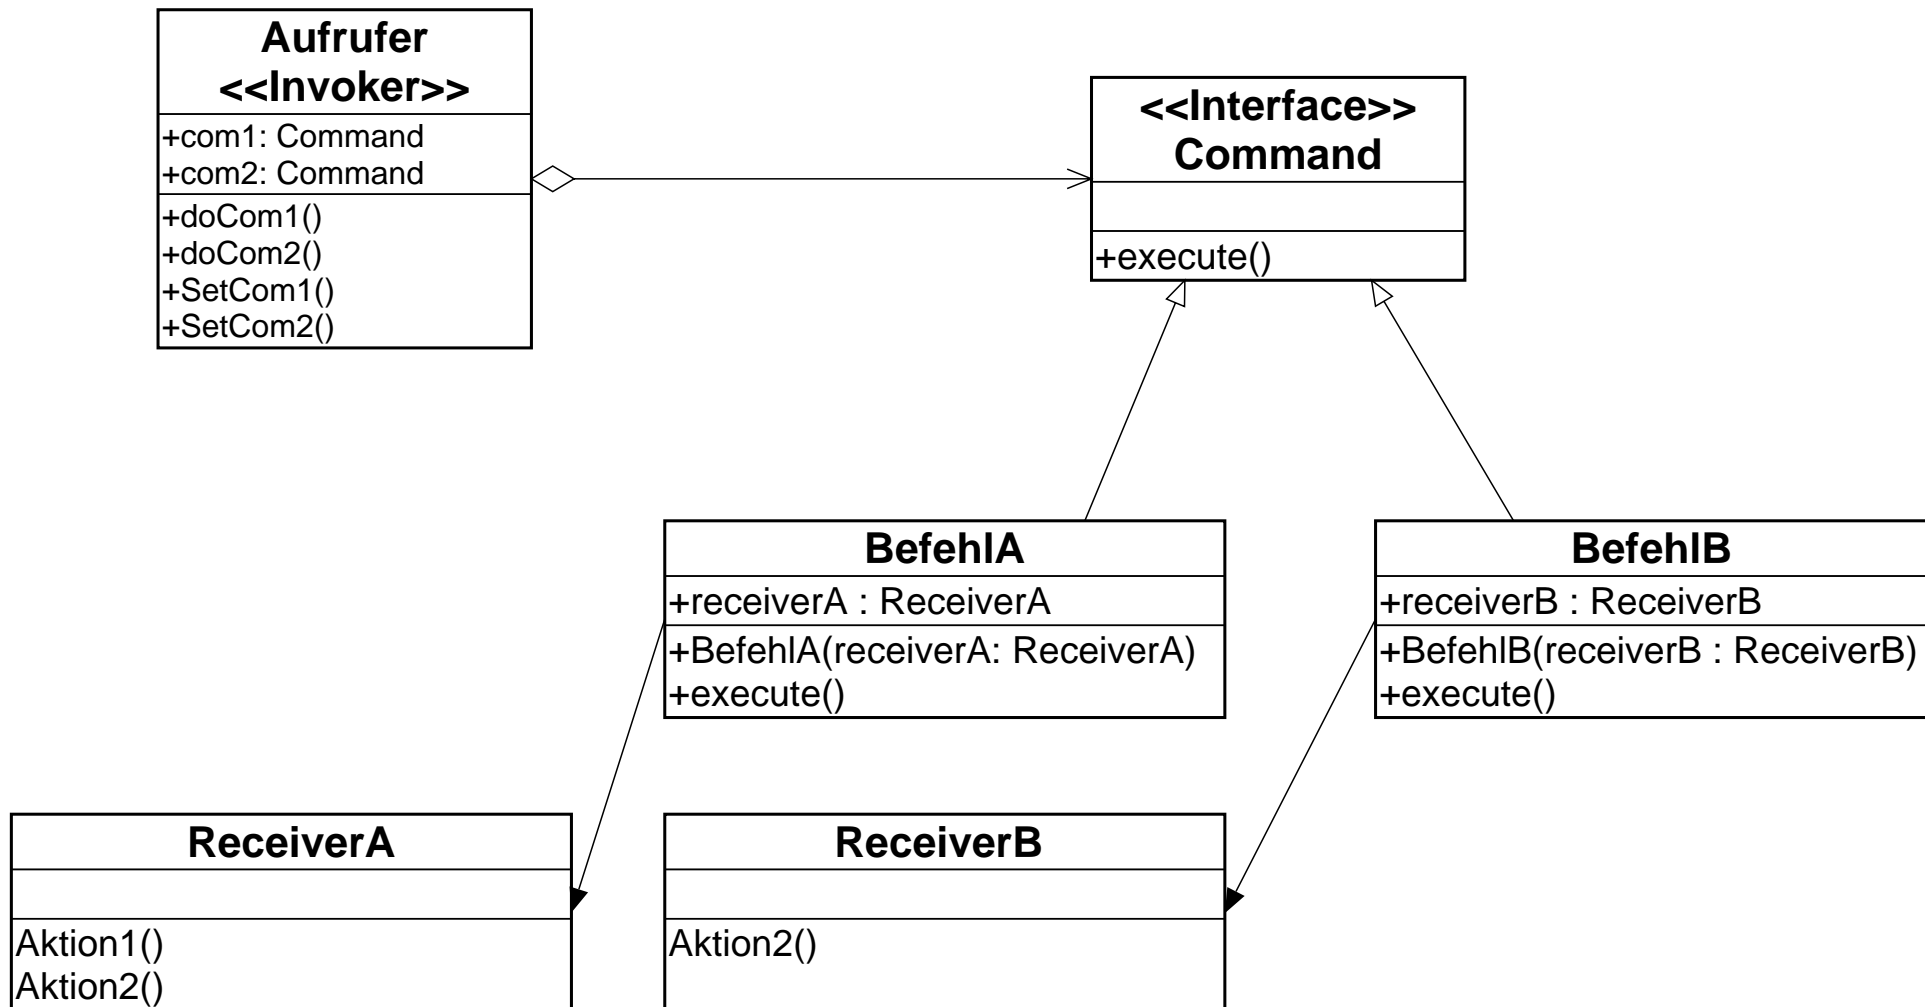 Aufrufer
<<Invoker>>
+com1: Command
+com2: Command
+doCom1()
+doCom2()
+SetCom1()
+SetCom2()
<<Interface>>
Command
+execute()
BefehlA
+receiverA : ReceiverA
+BefehlA(receiverA: ReceiverA)
+execute()
BefehlB
+receiverB : ReceiverB
+BefehlB(receiverB : ReceiverB)
+execute()
ReceiverA
Aktion1()
Aktion2()
ReceiverB
Aktion2()